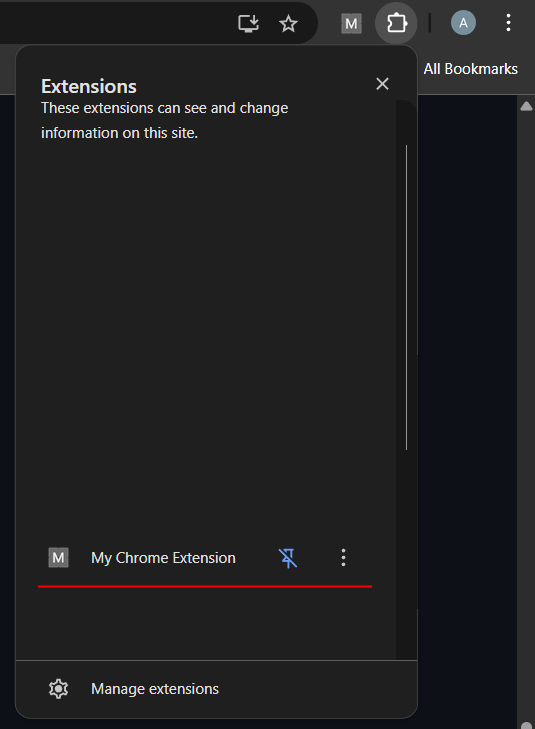 M
A
All Bookmarks
Extensions
These extensions can see and change
information on this site.
M My Chrome Extension
Manage extensions